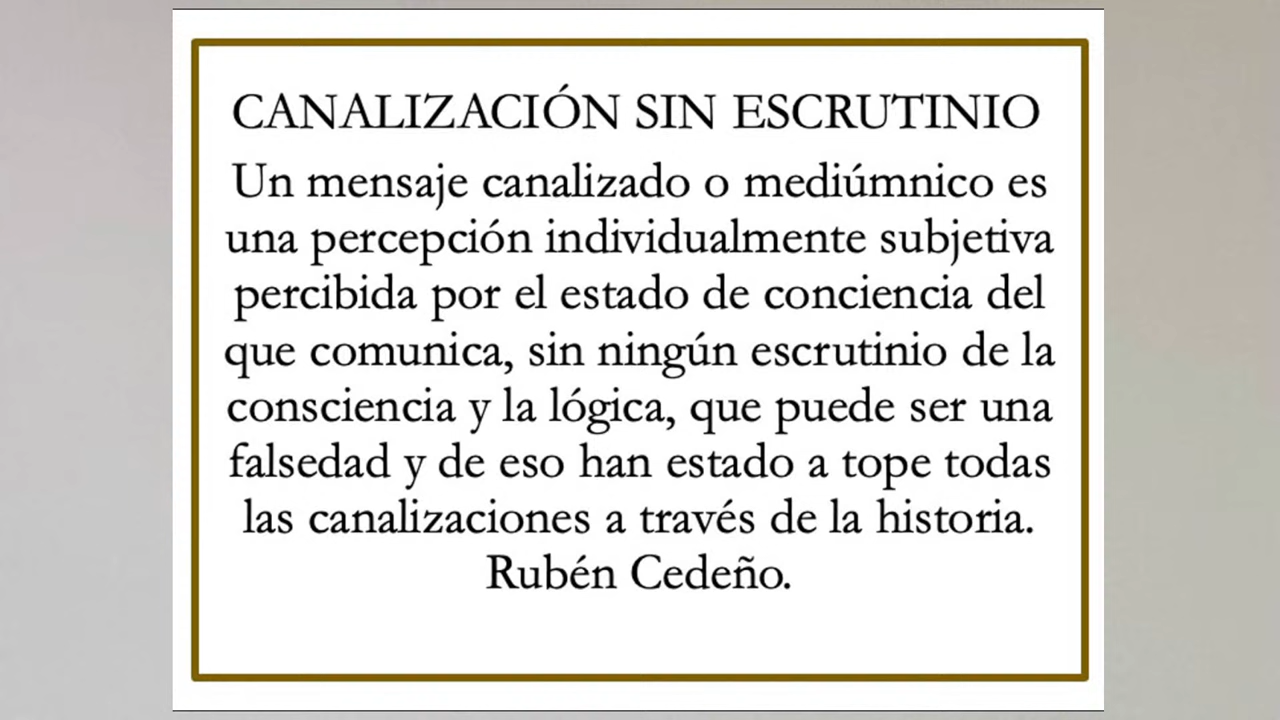 CANALIZACIÓN SIN ESCRUTINIO
Un mensaje canalizado o mediúmnico es
una percepción individualmente subjetiva
percibida por el estado de conciencia del
que comunica, sin ningún escrutinio de la
consciencia y la lógica, que puede ser una
falsedad y de eso han estado a tope todas
las canalizaciones a través de la historia.
Rubén Cedeño.